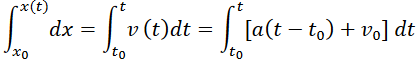 ∫_{x_0}^{x(t)} dx = ∫_{t_0}^{t} v (t)dt = ∫_{t_0}^{t} [a(t − t_0) + v_0] dt